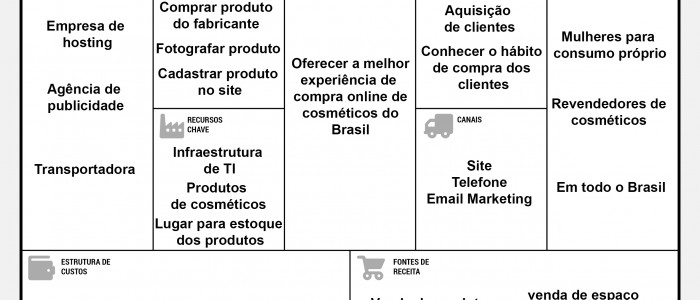 Empresa de
hosting
Agência de
publicidade
Transportadora
Comprar produto
do fabricante
Fotografar produto
Cadastrar produto
no site
RECURSOS
CHAVE
Infraestrutura
de TI
Produtos
de cosméticos
Lugar para estoque
dos produtos
Oferecer a melhor
experiência de
compra online de
cosméticos do
Brasil
Aquisição
de clientes
Conhecer o hábito
de compra dos
clientes
CANAIS
Site
Telefone
Email Marketing
Mulheres para
consumo próprio
Revendedores de
cosméticos
Em todo o Brasil
ESTRUTURA DE
CUSTOS
FONTES DE
RECEITA
venda de espaço